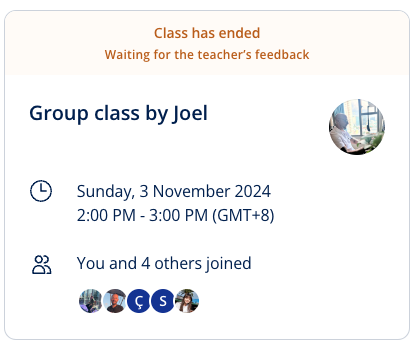 Class has ended
Waiting for the teacher’s feedback
Group class by Joel
Sunday, 3 November 2024
2:00 PM - 3:00 PM (GMT+8)
You and 4 others joined
Ç S